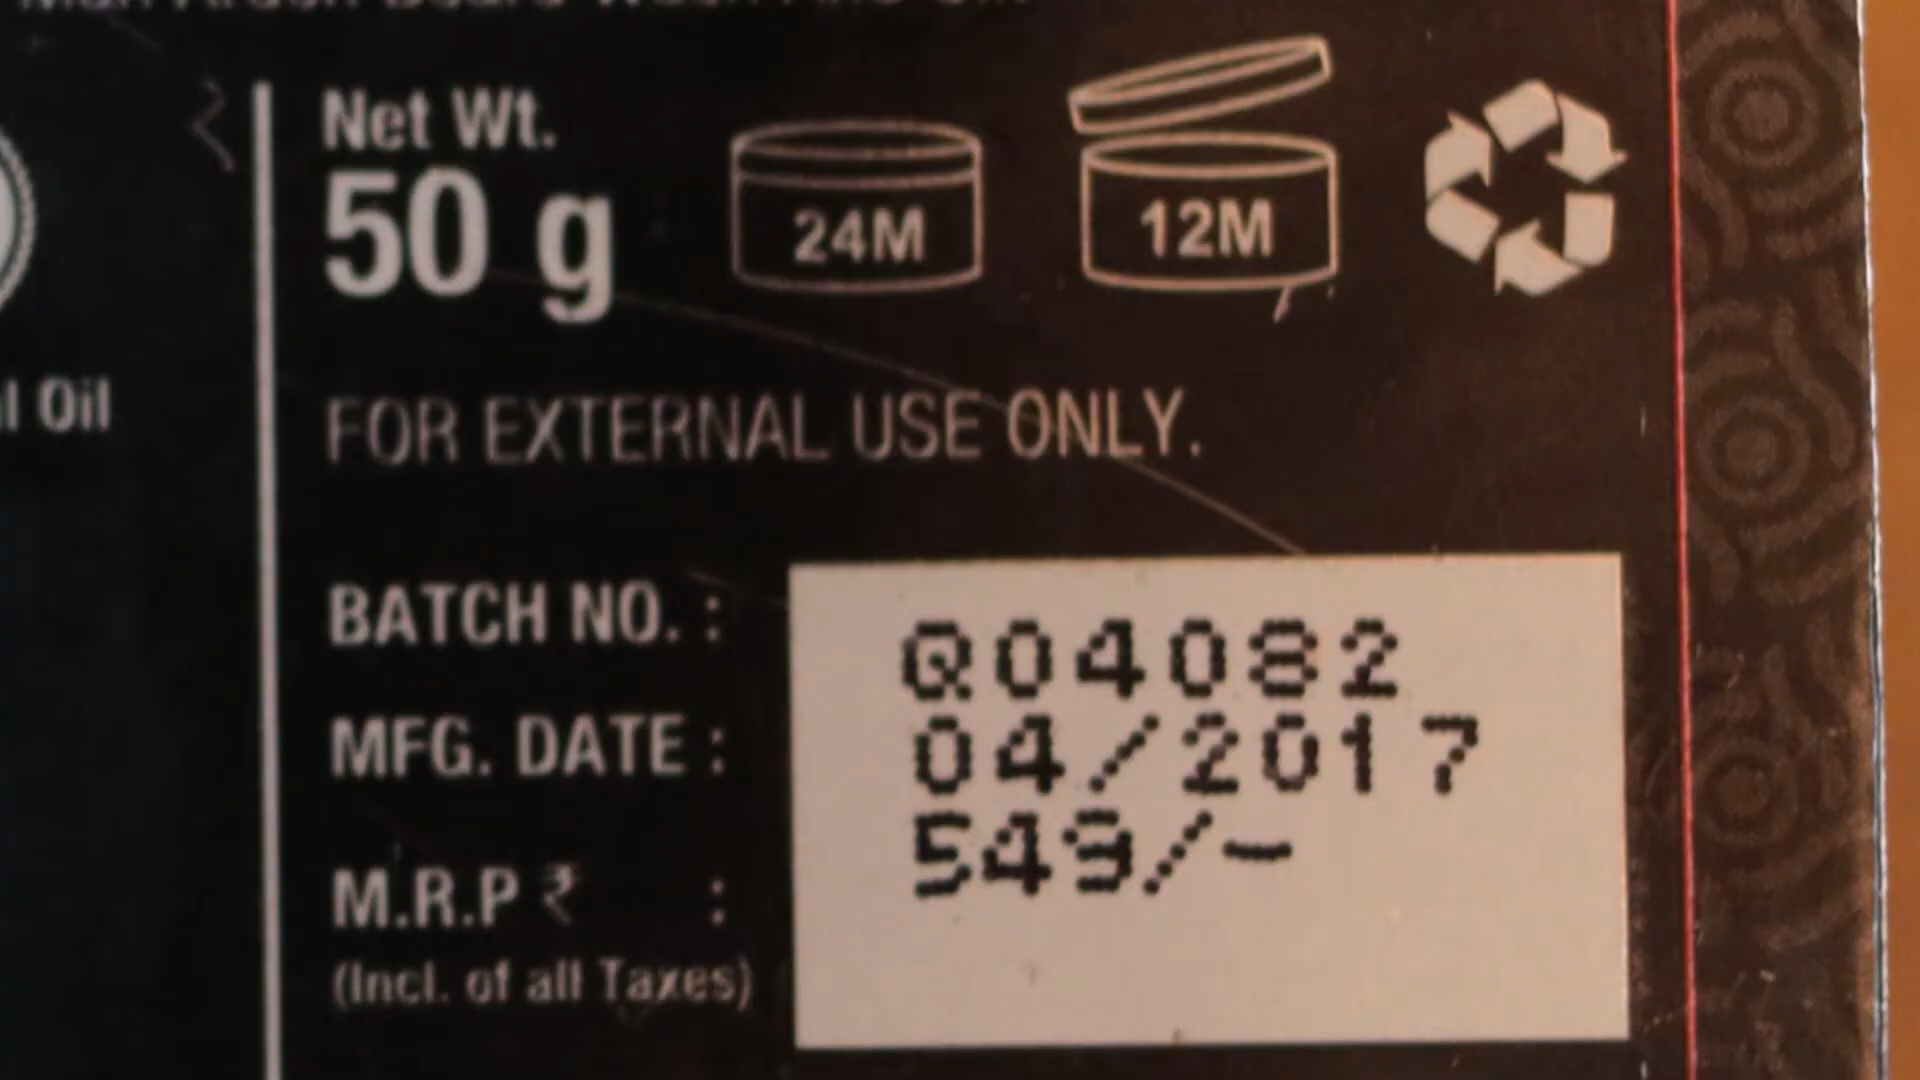 Net Wt.
50 g
24M
12M
l Oil
FOR EXTERNAL USE ONLY.
BATCH NO. : Q04082
MFG. DATE : 04/2017
M.R.P ₹ : 549/-
(Incl. of all Taxes)